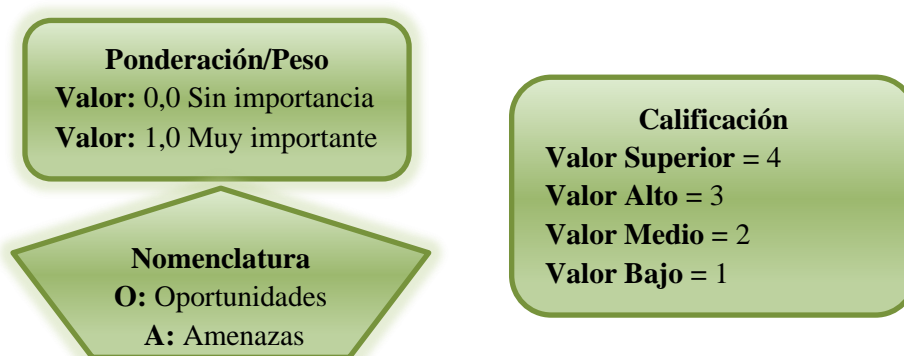 Ponderación/Peso
Valor: 0,0 Sin importancia
Valor: 1,0 Muy importante
Nomenclatura
O: Oportunidades
A: Amenazas
Calificación
Valor Superior = 4
Valor Alto = 3
Valor Medio = 2
Valor Bajo = 1